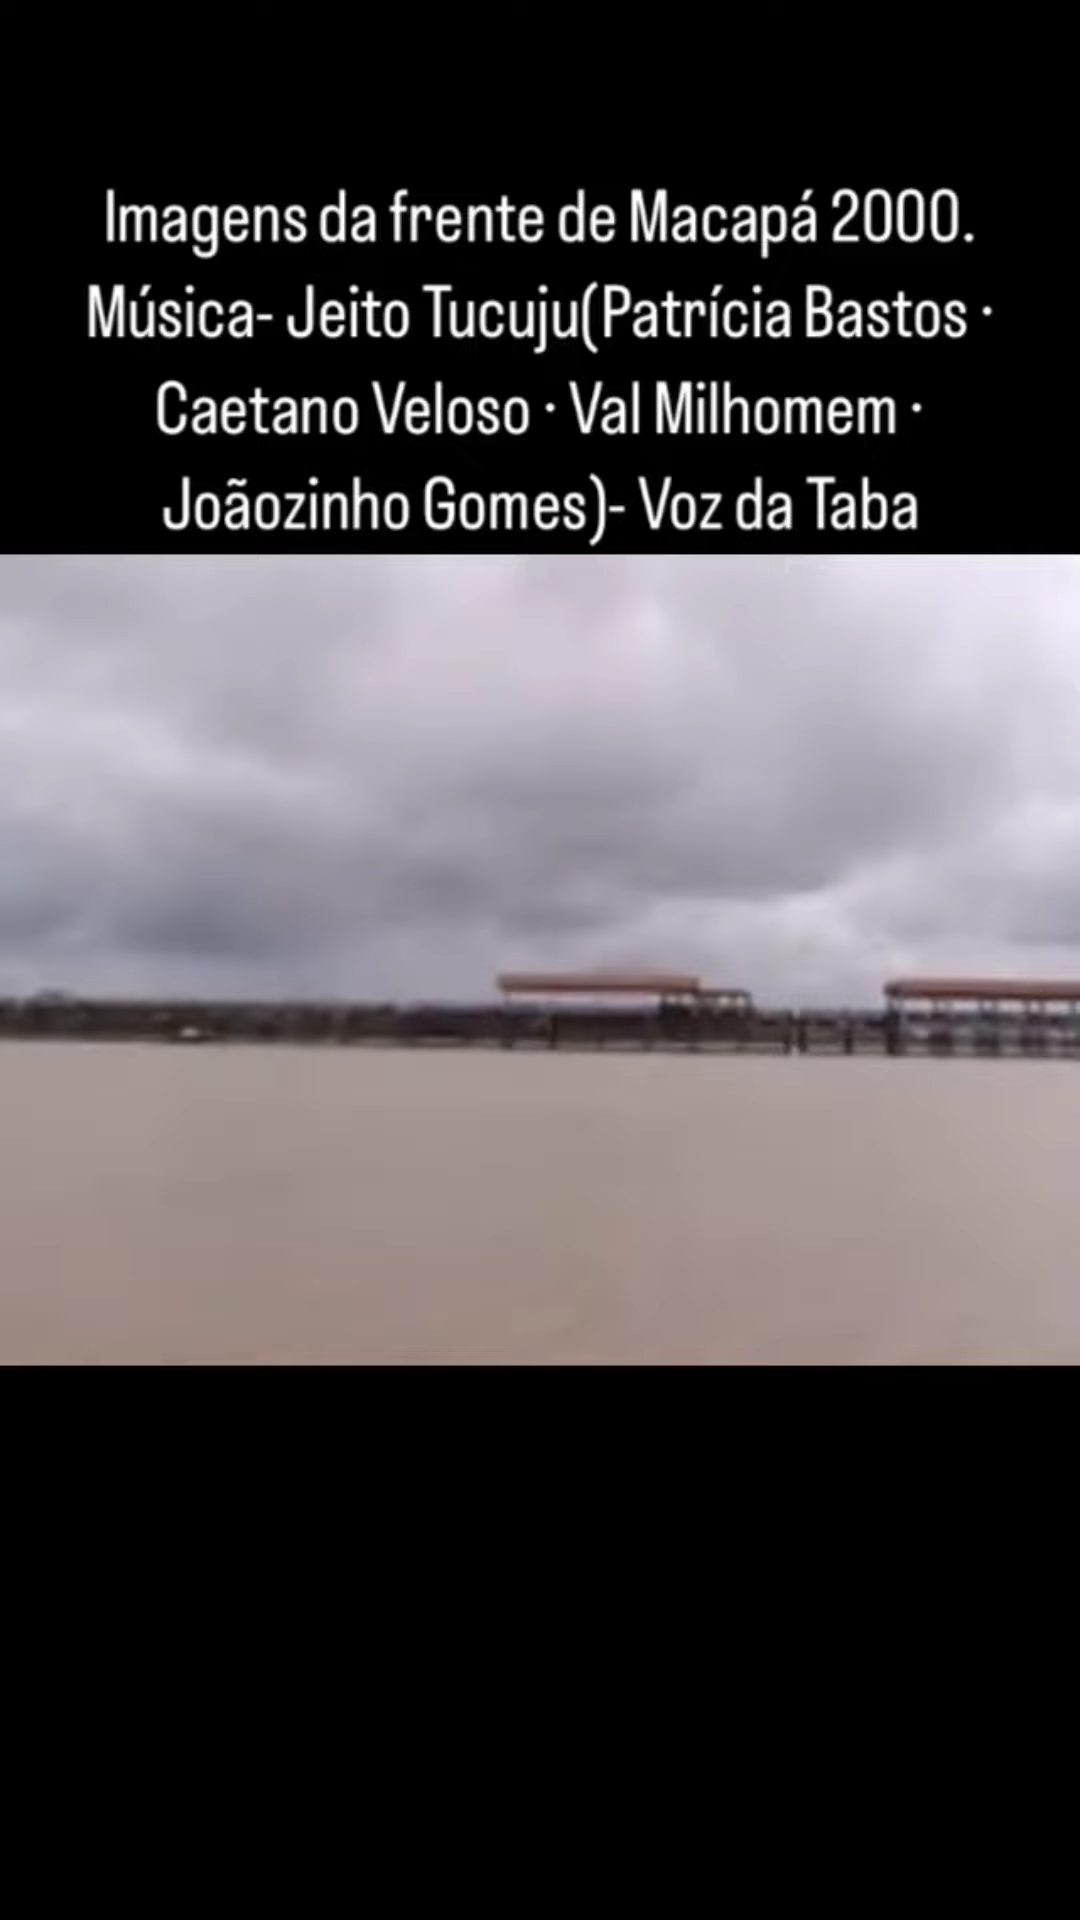 Imagens da frente de Macapá 2000.
Música- Jeito Tucuju(Patrícia Bastos ·
Caetano Veloso · Val Milhomem ·
Joãozinho Gomes)- Voz da Taba